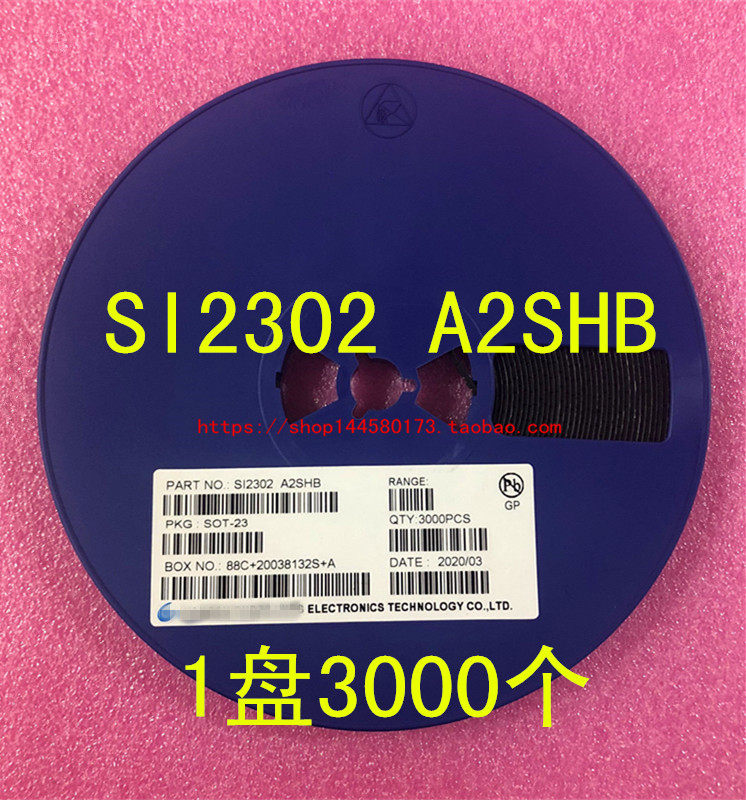 SI2302 A2SHB
https://shop144580173.taobao.com
PART NO.: SI2302 A2SHB
RANGE:
Pb
GP
PKG : SOT-23
QTY:3000PCS
BOX NO.: 88C+20038132S+A
DATE : 2020/03
ELECTRONICS TECHNOLOGY CO.,LTD.
1盘3000个